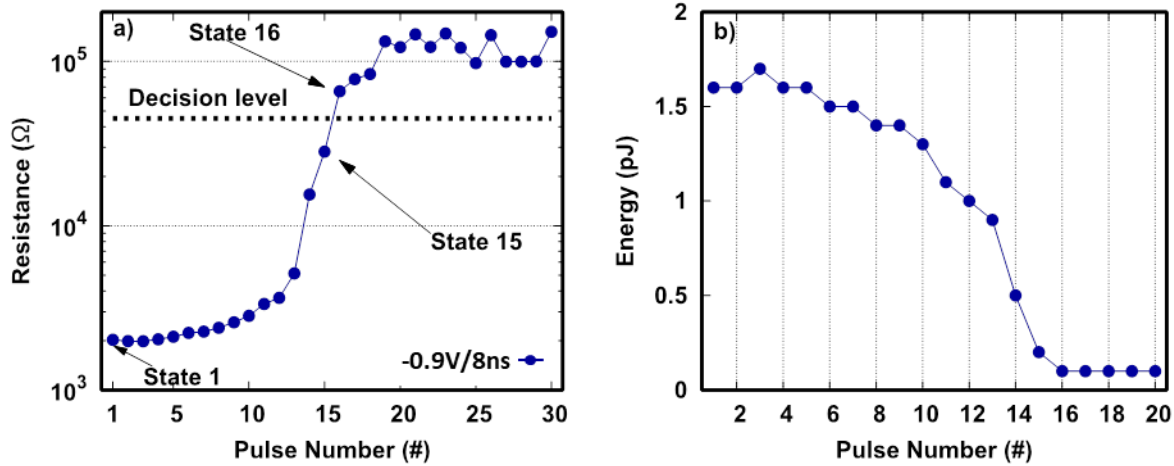 a)
State 16
Decision level
State 15
State 1
-0.9V/8ns
10^5
10^4
10^3
Resistance (Ω)
1 5 10 15 20 25 30
Pulse Number (#)
b)
2
1.5
1
0.5
0
Energy (pJ)
2 4 6 8 10 12 14 16 18 20
Pulse Number (#)